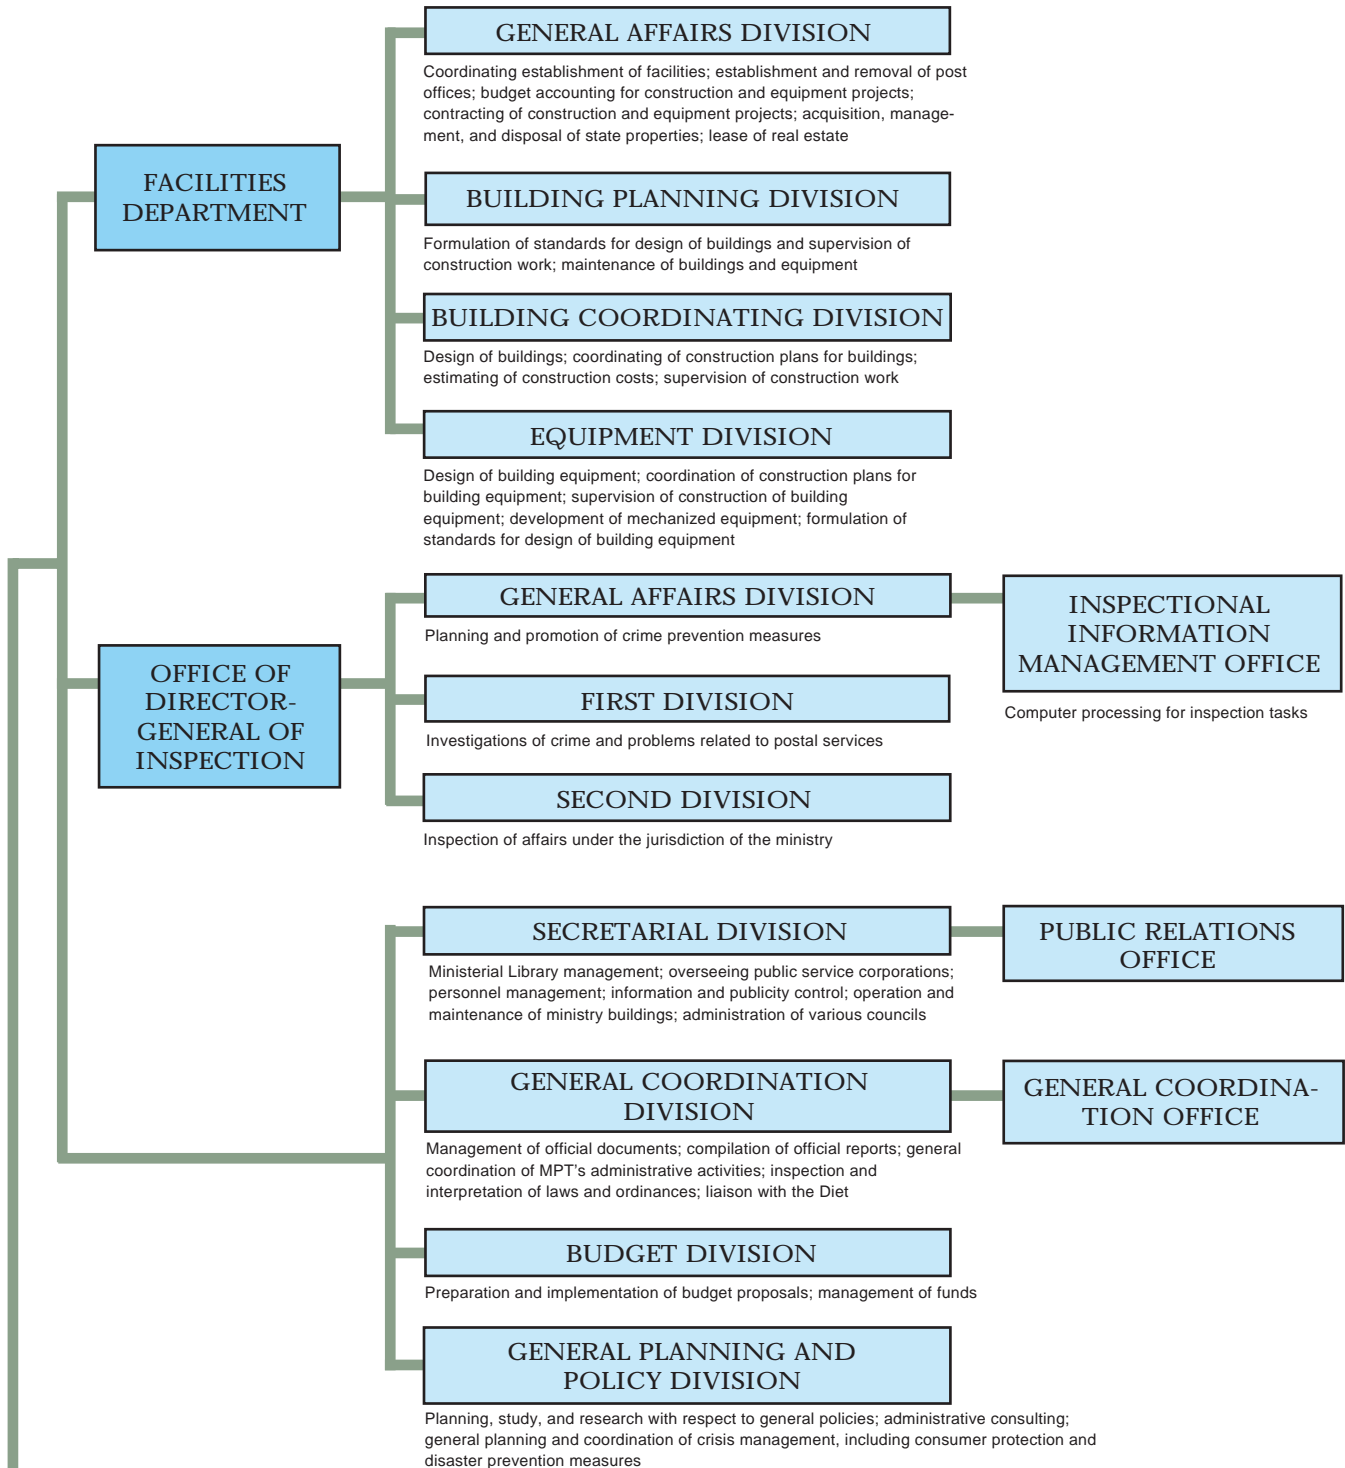 GENERAL AFFAIRS DIVISION
Coordinating establishment of facilities; establishment and removal of post
offices; budget accounting for construction and equipment projects;
contracting of construction and equipment projects; acquisition, manage-
ment, and disposal of state properties; lease of real estate
FACILITIES
DEPARTMENT
BUILDING PLANNING DIVISION
Formulation of standards for design of buildings and supervision of
construction work; maintenance of buildings and equipment
BUILDING COORDINATING DIVISION
Design of buildings; coordinating of construction plans for buildings;
estimating of construction costs; supervision of construction work
EQUIPMENT DIVISION
Design of building equipment; coordination of construction plans for
building equipment; supervision of construction of building
equipment; development of mechanized equipment; formulation of
standards for design of building equipment
OFFICE OF
DIRECTOR-
GENERAL OF
INSPECTION
GENERAL AFFAIRS DIVISION
Planning and promotion of crime prevention measures
INSPECTIONAL
INFORMATION
MANAGEMENT OFFICE
Computer processing for inspection tasks
FIRST DIVISION
Investigations of crime and problems related to postal services
SECOND DIVISION
Inspection of affairs under the jurisdiction of the ministry
SECRETARIAL DIVISION
Ministerial Library management; overseeing public service corporations;
personnel management; information and publicity control; operation and
maintenance of ministry buildings; administration of various councils
PUBLIC RELATIONS
OFFICE
GENERAL COORDINATION
DIVISION
Management of official documents; compilation of official reports; general
coordination of MPT's administrative activities; inspection and
interpretation of laws and ordinances; liaison with the Diet
GENERAL COORDINA-
TION OFFICE
BUDGET DIVISION
Preparation and implementation of budget proposals; management of funds
GENERAL PLANNING AND
POLICY DIVISION
Planning, study, and research with respect to general policies; administrative consulting;
general planning and coordination of crisis management, including consumer protection and
disaster prevention measures